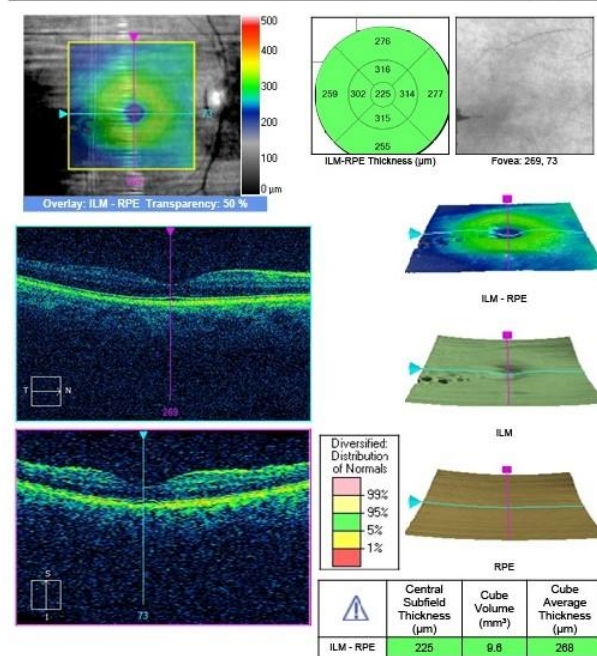 500
400
300
200
100
0 µm
73
Overlay: ILM - RPE Transparency: 50 %
276
316
259 302 225 314 277
315
255
ILM-RPE Thickness (µm)
Fovea: 269, 73
ILM - RPE
T N
269
ILM
S
I
73
Diversified:
Distribution
of Normals
99%
95%
5%
1%
RPE
Central
Subfield
Thickness
(µm)
Cube
Volume
(mm³)
Cube
Average
Thickness
(µm)
ILM - RPE 225 9.6 268